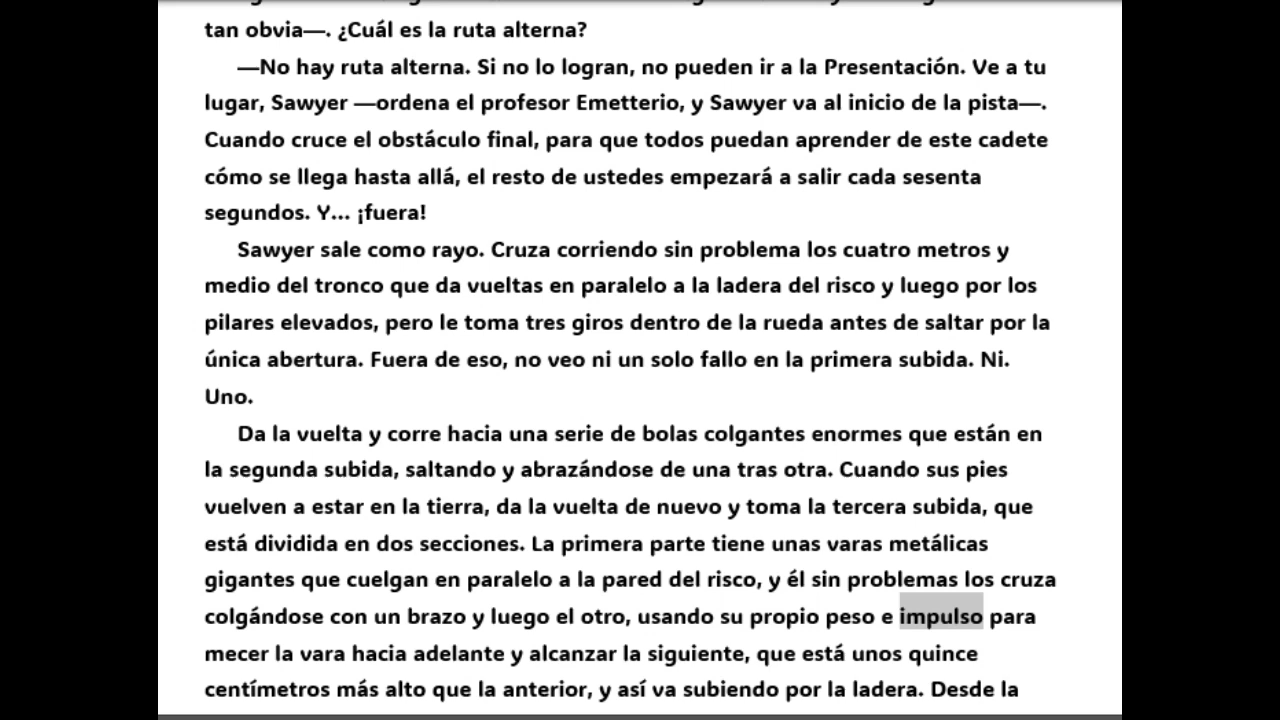 tan obvia—. ¿Cuál es la ruta alterna?
—No hay ruta alterna. Si no lo logran, no pueden ir a la Presentación. Ve a tu
lugar, Sawyer —ordena el profesor Emetterio, y Sawyer va al inicio de la pista—.
Cuando cruce el obstáculo final, para que todos puedan aprender de este cadete
cómo se llega hasta allá, el resto de ustedes empezará a salir cada sesenta
segundos. Y... ¡fuera!
Sawyer sale como rayo. Cruza corriendo sin problema los cuatro metros y
medio del tronco que da vueltas en paralelo a la ladera del risco y luego por los
pilares elevados, pero le toma tres giros dentro de la rueda antes de saltar por la
única abertura. Fuera de eso, no veo ni un solo fallo en la primera subida. Ni.
Uno.
Da la vuelta y corre hacia una serie de bolas colgantes enormes que están en
la segunda subida, saltando y abrazándose de una tras otra. Cuando sus pies
vuelven a estar en la tierra, da la vuelta de nuevo y toma la tercera subida, que
está dividida en dos secciones. La primera parte tiene unas varas metálicas
gigantes que cuelgan en paralelo a la pared del risco, y él sin problemas los cruza
colgándose con un brazo y luego el otro, usando su propio peso e impulso para
mecer la vara hacia adelante y alcanzar la siguiente, que está unos quince
centímetros más alto que la anterior, y así va subiendo por la ladera. Desde la